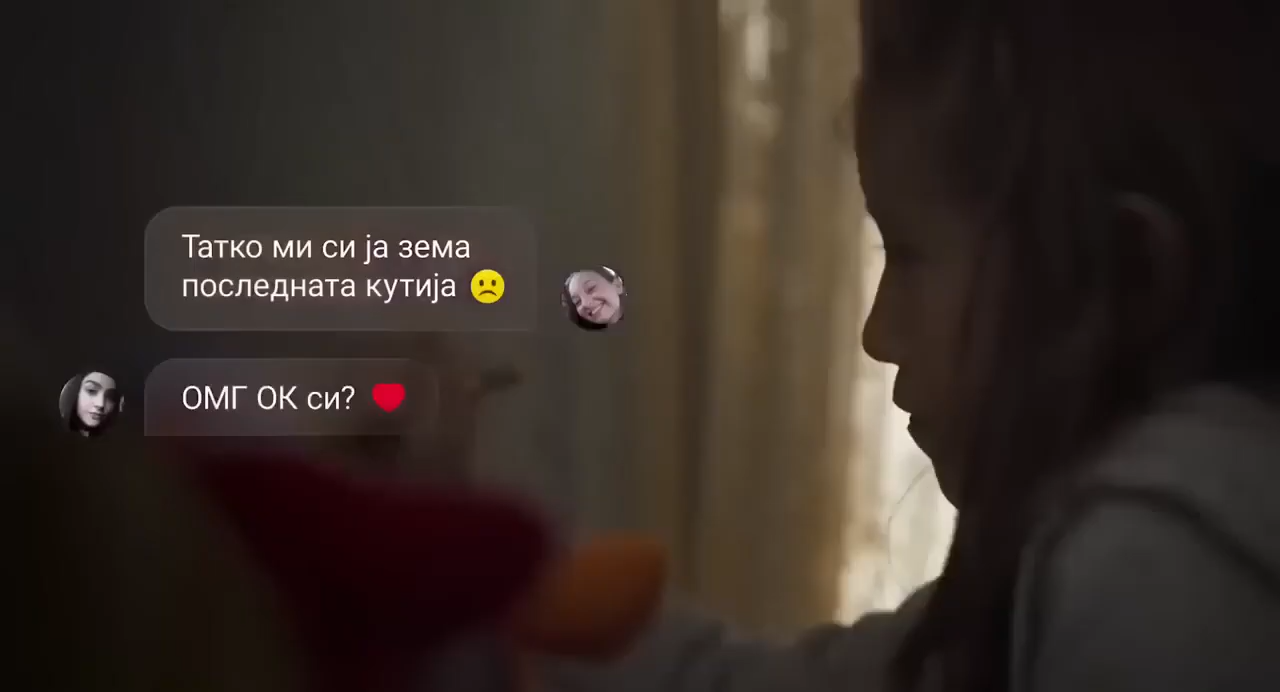 Татко ми си ја зема
последната кутија 🙁
ОМГ ОК си? ❤️